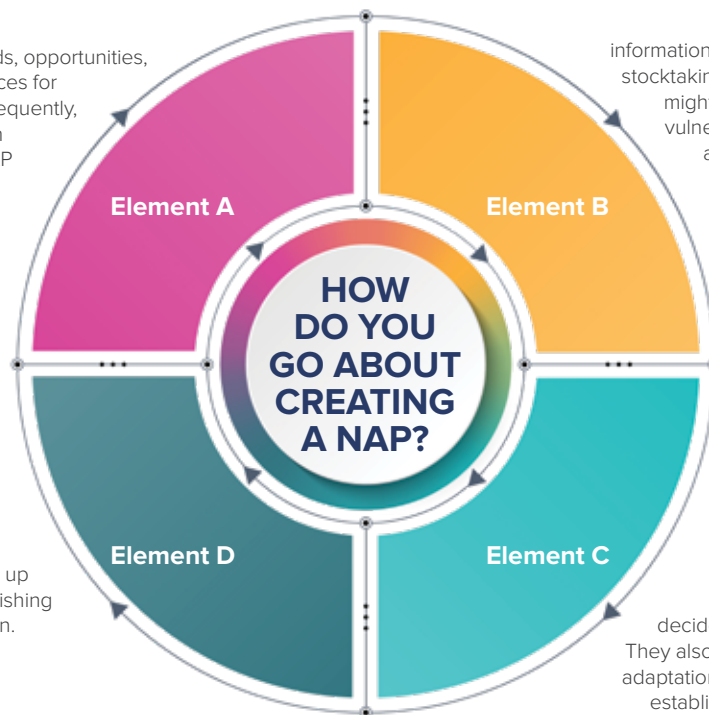 ds, opportunities,
ces for
equently,
n
P
information
stocktakin
might
vulne
a
Element A
Element B
HOW
DO YOU
GO ABOUT
CREATING
A NAP?
Element D
Element C
up
ishing
n.
decid
They also
adaptation
establi